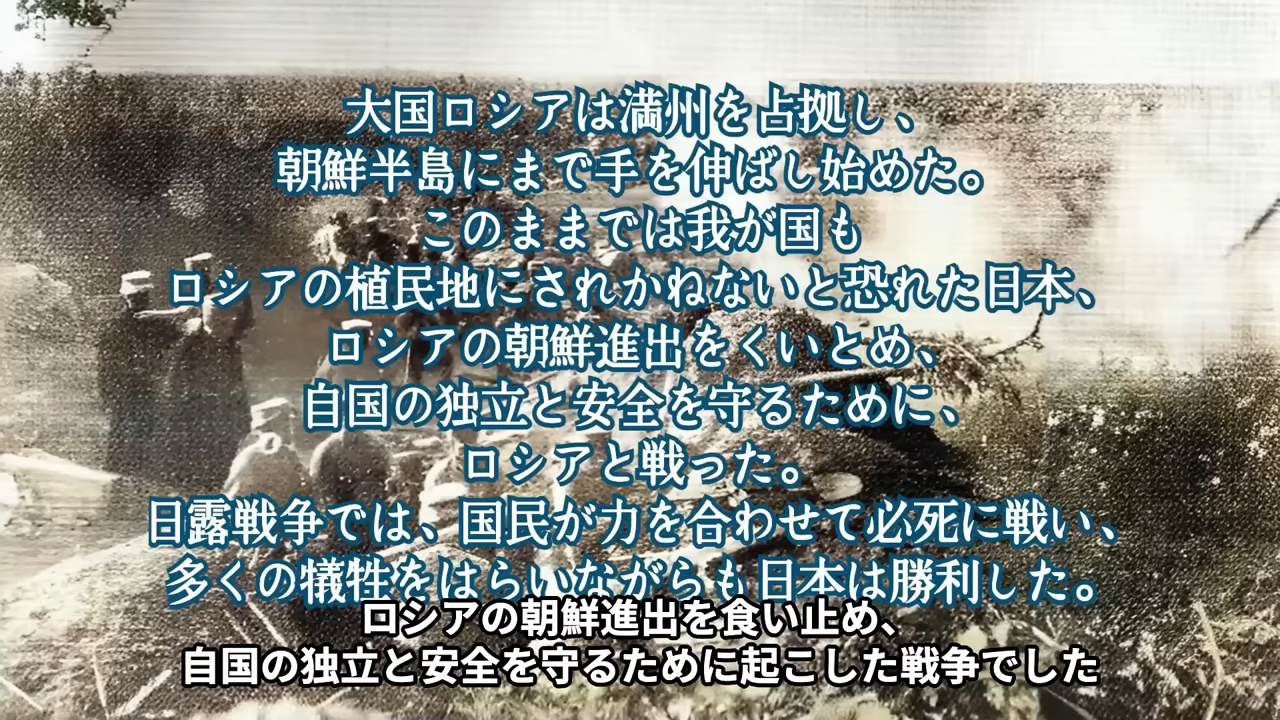 大国ロシアは満州を占拠し、
朝鮮半島にまで手を伸ばし始めた。
このままでは我が国も
ロシアの植民地にされかねないと恐れた日本、
ロシアの朝鮮進出をくいとめ、
自国の独立と安全を守るために、
ロシアと戦った。
日露戦争では、国民が力を合わせて必死に戦い、
多くの犠牲をはらいながらも日本は勝利した。
ロシアの朝鮮進出を食い止め、
自国の独立と安全を守るために起こした戦争でした